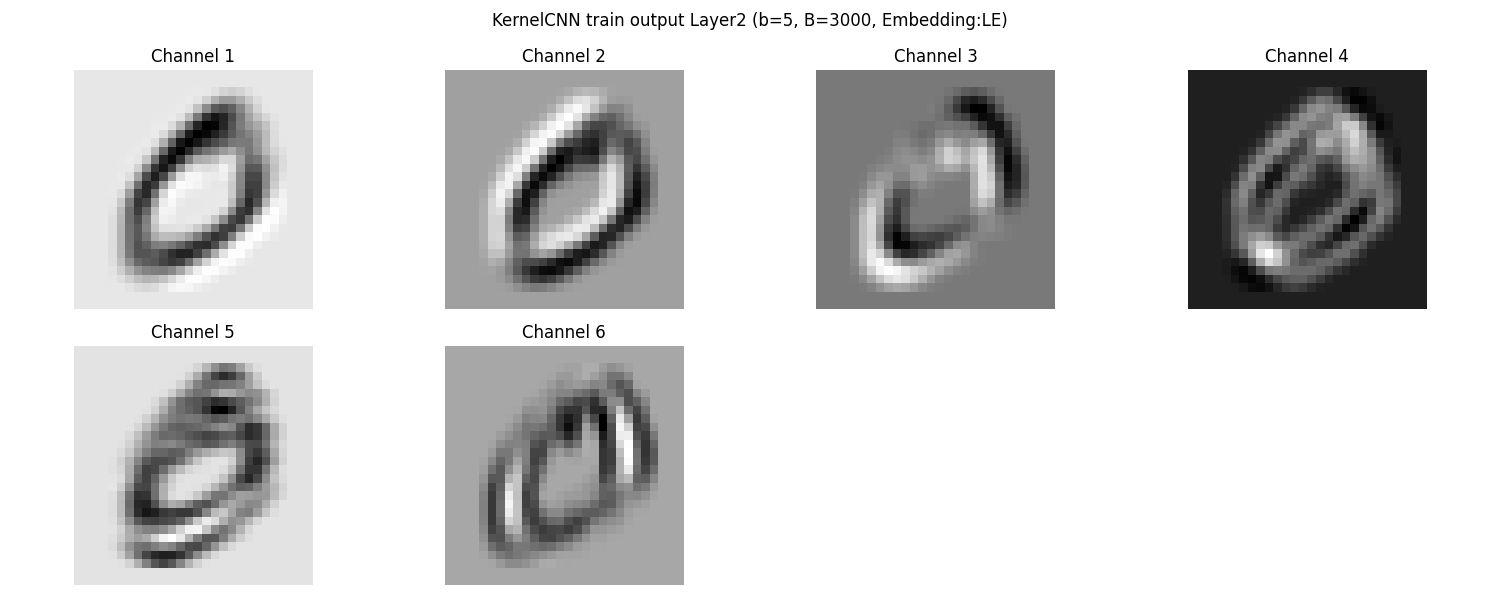 KernelCNN train output Layer2 (b=5, B=3000, Embedding:LE)
Channel 1
Channel 2
Channel 3
Channel 4
Channel 5
Channel 6